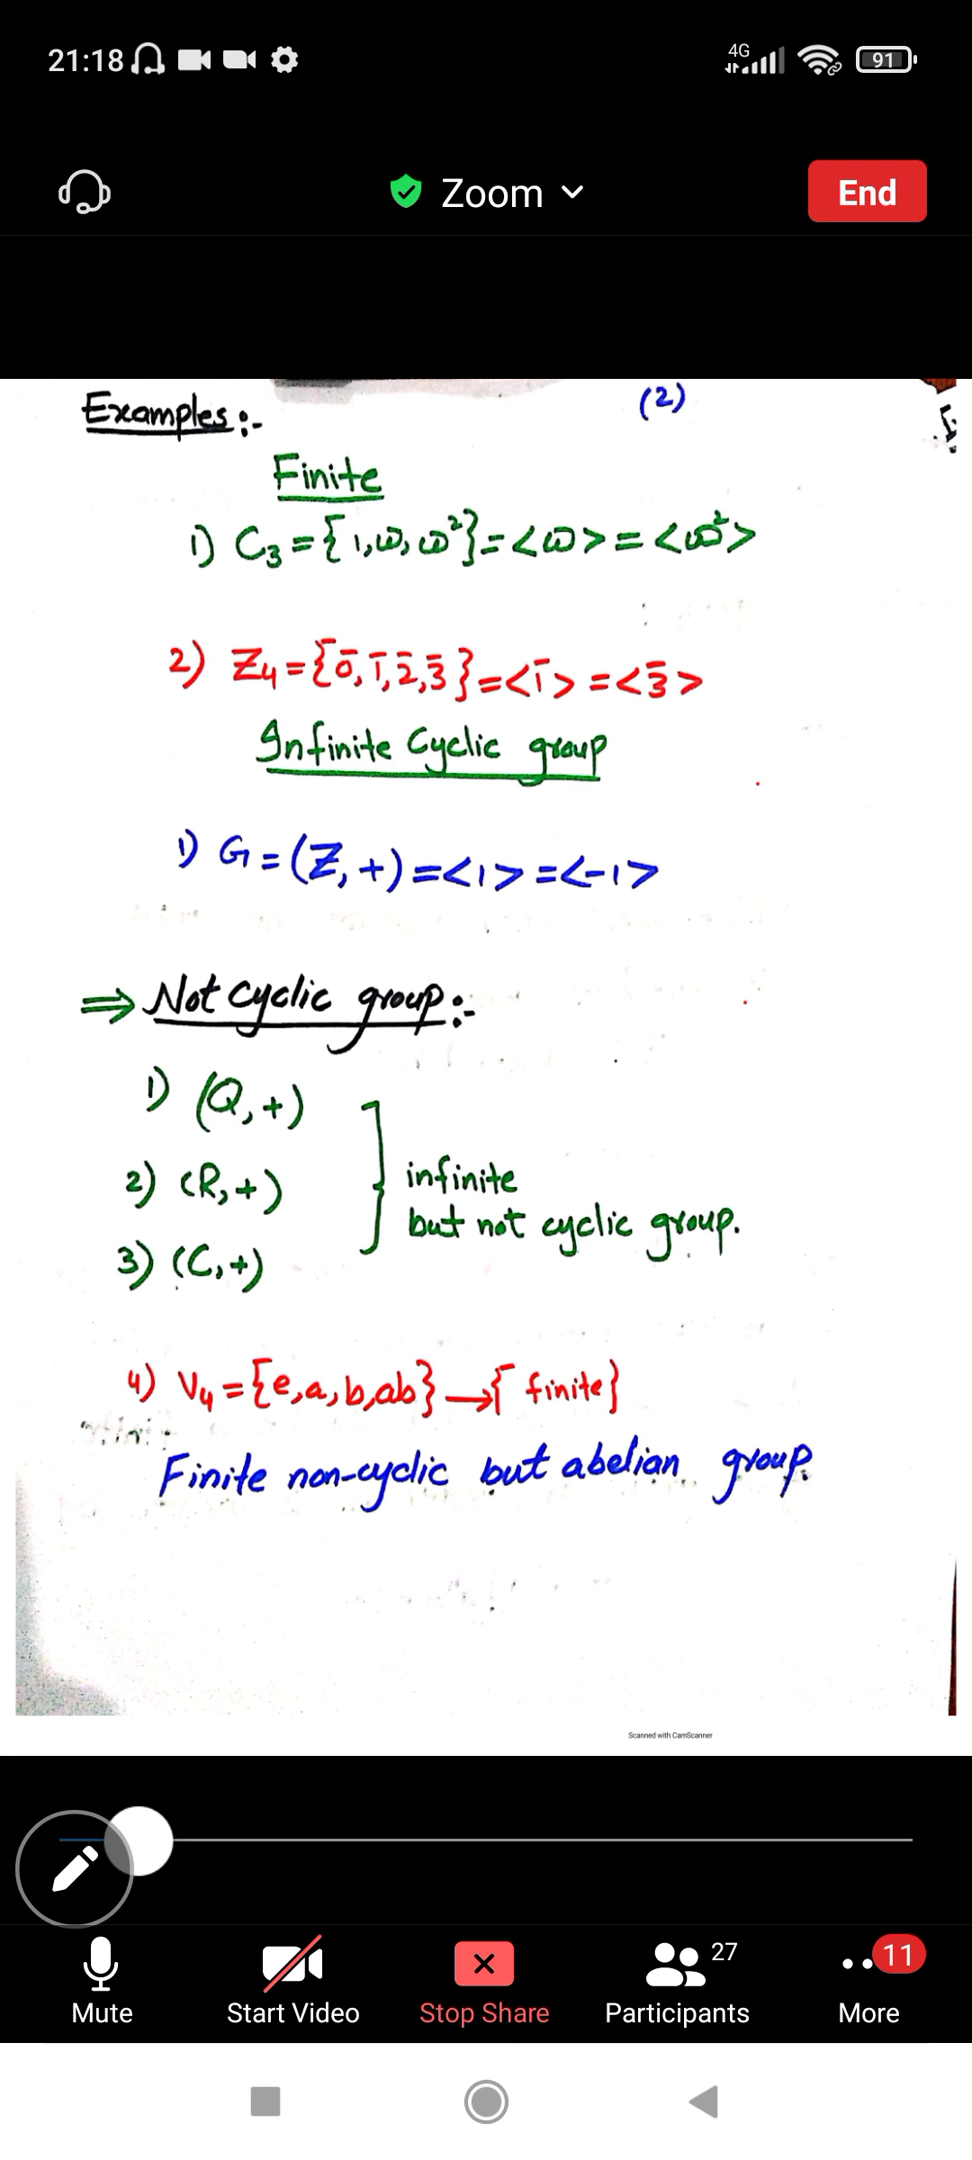 21:18
4G
91
Zoom
End
Examples:-
(2)
Finite
1) C₃ = {1, ω, ω²} = <ω> = <ω²>
2) Z₄ = {0̄, 1̄, 2̄, 3̄} = <1̄> = <3̄>
Infinite Cyclic group
1) G = (Z, +) = <1> = <-1>
⇒ Not cyclic group:-
1) (Q, +)
2) (R, +)
3) (C, +)
infinite
but not cyclic group.
4) V₄ = {e, a, b, ab} → { finite }
Finite non-cyclic but abelian group.
Scanned with CamScanner
Mute
Start Video
Stop Share
27
Participants
11
More